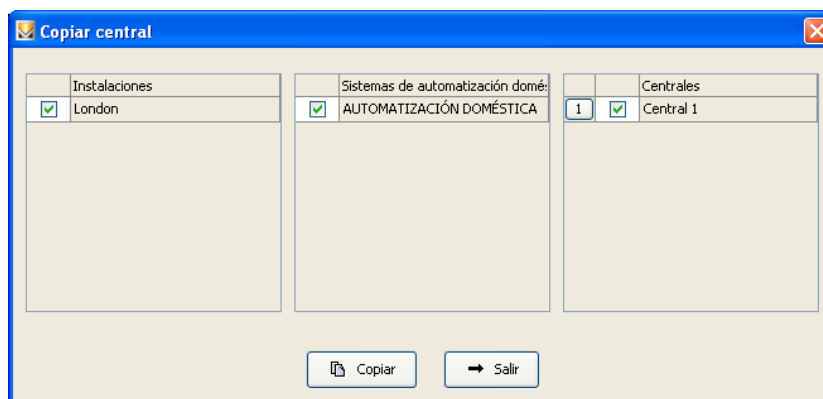 Copiar central
Instalaciones
London
Sistemas de automatización domé:
AUTOMATIZACIÓN DOMÉSTICA
Centrales
1 Central 1
Copiar
Salir